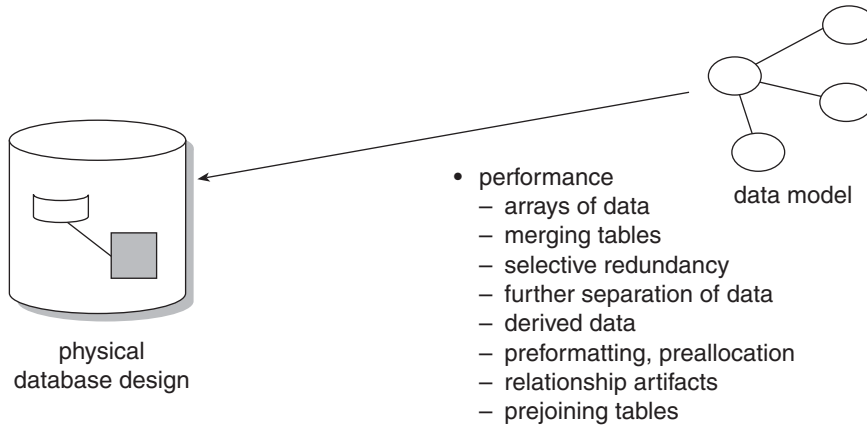 data model
• performance
– arrays of data
– merging tables
– selective redundancy
– further separation of data
– derived data
– preformatting, preallocation
– relationship artifacts
– prejoining tables
physical
database design